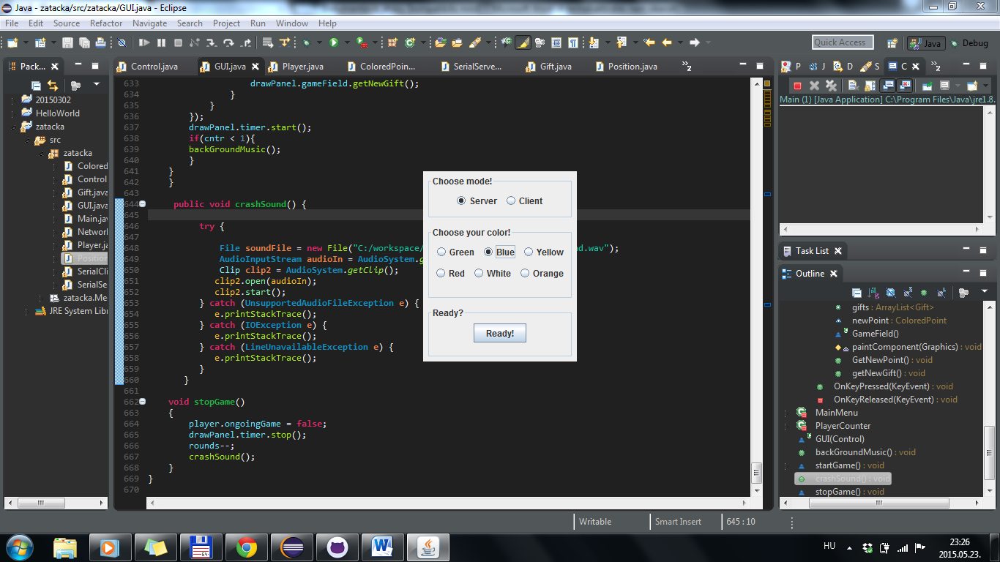 Java - zatacka/src/zatacka/GUI.java - Eclipse
File Edit Source Refactor Navigate Search Project Run Window Help
Quick Access
Java
Debug
Pack...
Control.java
GUI.java
Player.java
ColoredPoin...
SerialServe...
Gift.java
Position.java
20150302
HelloWorld
zatacka
src
zatacka
Colored
Control
Gift.java
GUI.java
Main.jav
Networ
Player.ja
Position
SerialCli
SerialSe
zatacka.Me
JRE System Libr
633 drawPanel.gameField.getNewGift();
634 }
635 }
636 });
637 drawPanel.timer.start();
638 if(cntr < 1){
639 backGroundMusic();
640 }
641 }
642 }
643
644 public void crashSound() {
645
646 try {
647
648 File soundFile = new File("C:/workspace/
nd.wav");
649 AudioInputStream audioIn = AudioSystem.g
650 Clip clip2 = AudioSystem.getClip();
651 clip2.open(audioIn);
652 clip2.start();
653 } catch (UnsupportedAudioFileException e) {
654 e.printStackTrace();
655 } catch (IOException e) {
656 e.printStackTrace();
657 } catch (LineUnavailableException e) {
658 e.printStackTrace();
659 }
660 }
661
662 void stopGame()
663 {
664 player.ongoingGame = false;
665 drawPanel.timer.stop();
666 rounds--;
667 crashSound();
668 }
669 }
670
Choose mode!
Server Client
Choose your color!
Green Blue Yellow
Red White Orange
Ready?
Ready!
P J D S C
Main (1) [Java Application] C:\Program Files\Java\jre1.8.
Task List
Outline
gifts : ArrayList<Gift>
newPoint : ColoredPoint
GameField()
paintComponent(Graphics) : void
GetNewPoint() : void
getNewGift() : void
OnKeyPressed(KeyEvent) : void
OnKeyReleased(KeyEvent) : void
MainMenu
PlayerCounter
GUI(Control)
backGroundMusic() : void
startGame() : void
crashSound() : void
stopGame() : void
Writable Smart Insert 645 : 10
HU
23:26
2015.05.23.